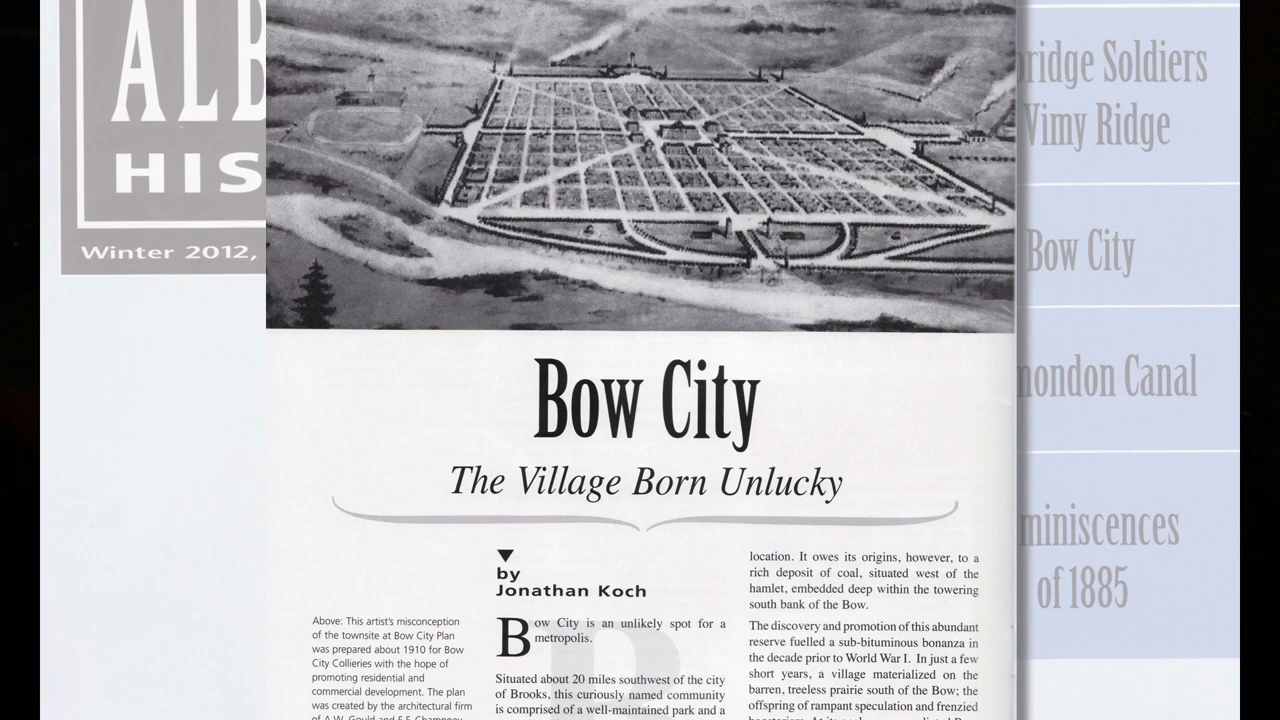 ALB
HIS
Winter 2012,
bridge Soldiers
Vimy Ridge
Bow City
mondon Canal
miniscences
of 1885
Bow City
The Village Born Unlucky
by
Jonathan Koch
Above: This artist's misconception
of the townsite at Bow City Plan
was prepared about 1910 for Bow
City Collieries with the hope of
promoting residential and
commercial development. The plan
was created by the architectural firm
of A.W. Gould and E.F. Champney
Bow City is an unlikely spot for a
metropolis.
Situated about 20 miles southwest of the city
of Brooks, this curiously named community
is comprised of a well-maintained park and a
location. It owes its origins, however, to a
rich deposit of coal, situated west of the
hamlet, embedded deep within the towering
south bank of the Bow.
The discovery and promotion of this abundant
reserve fuelled a sub-bituminous bonanza in
the decade prior to World War I. In just a few
short years, a village materialized on the
barren, treeless prairie south of the Bow; the
offspring of rampant speculation and frenzied